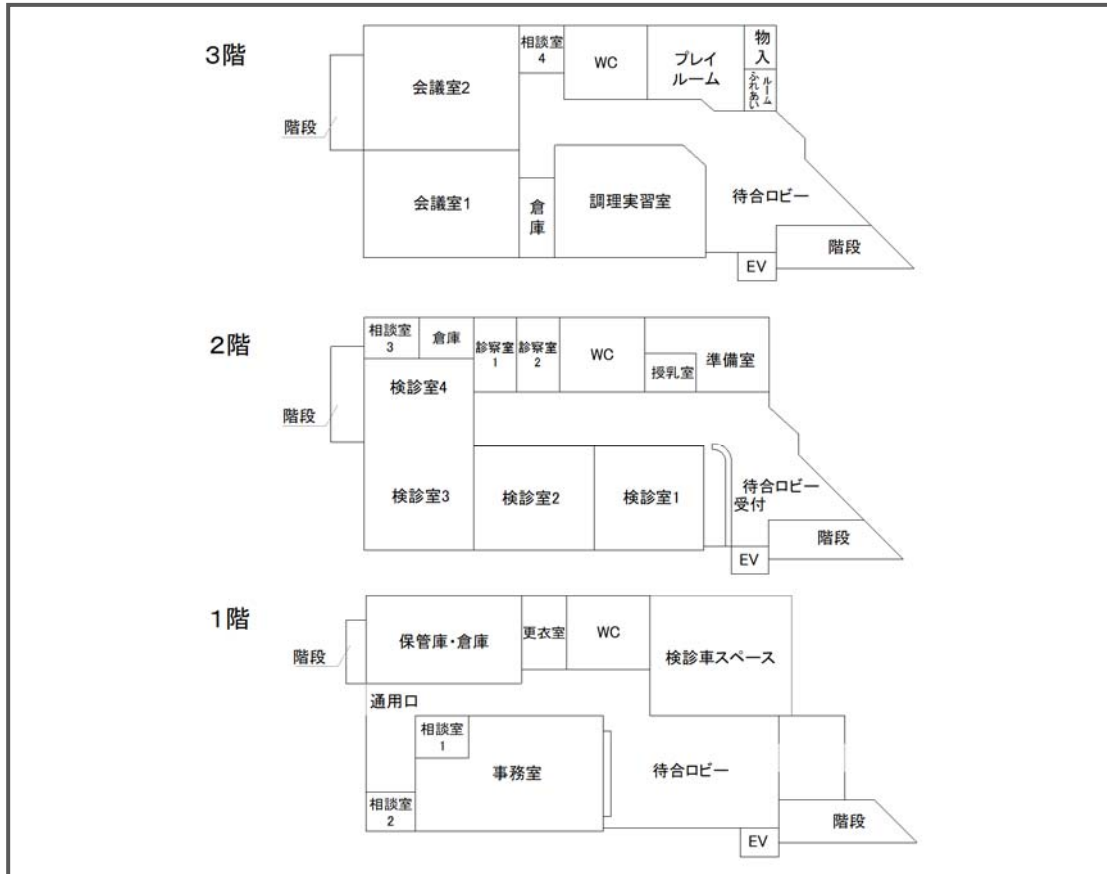 3階
相談室
4
WC
プレイ
ルーム
物
入
ふれあい
ルーム
会議室2
階段
会議室1
倉
庫
調理実習室
待合ロビー
階段
EV
2階
相談室
3
倉庫
診察室
1
診察室
2
WC
授乳室
準備室
検診室4
階段
検診室3
検診室2
検診室1
待合ロビー
受付
階段
EV
1階
保管庫・倉庫
更衣室
WC
検診車スペース
階段
通用口
相談室
1
事務室
待合ロビー
相談室
2
階段
EV